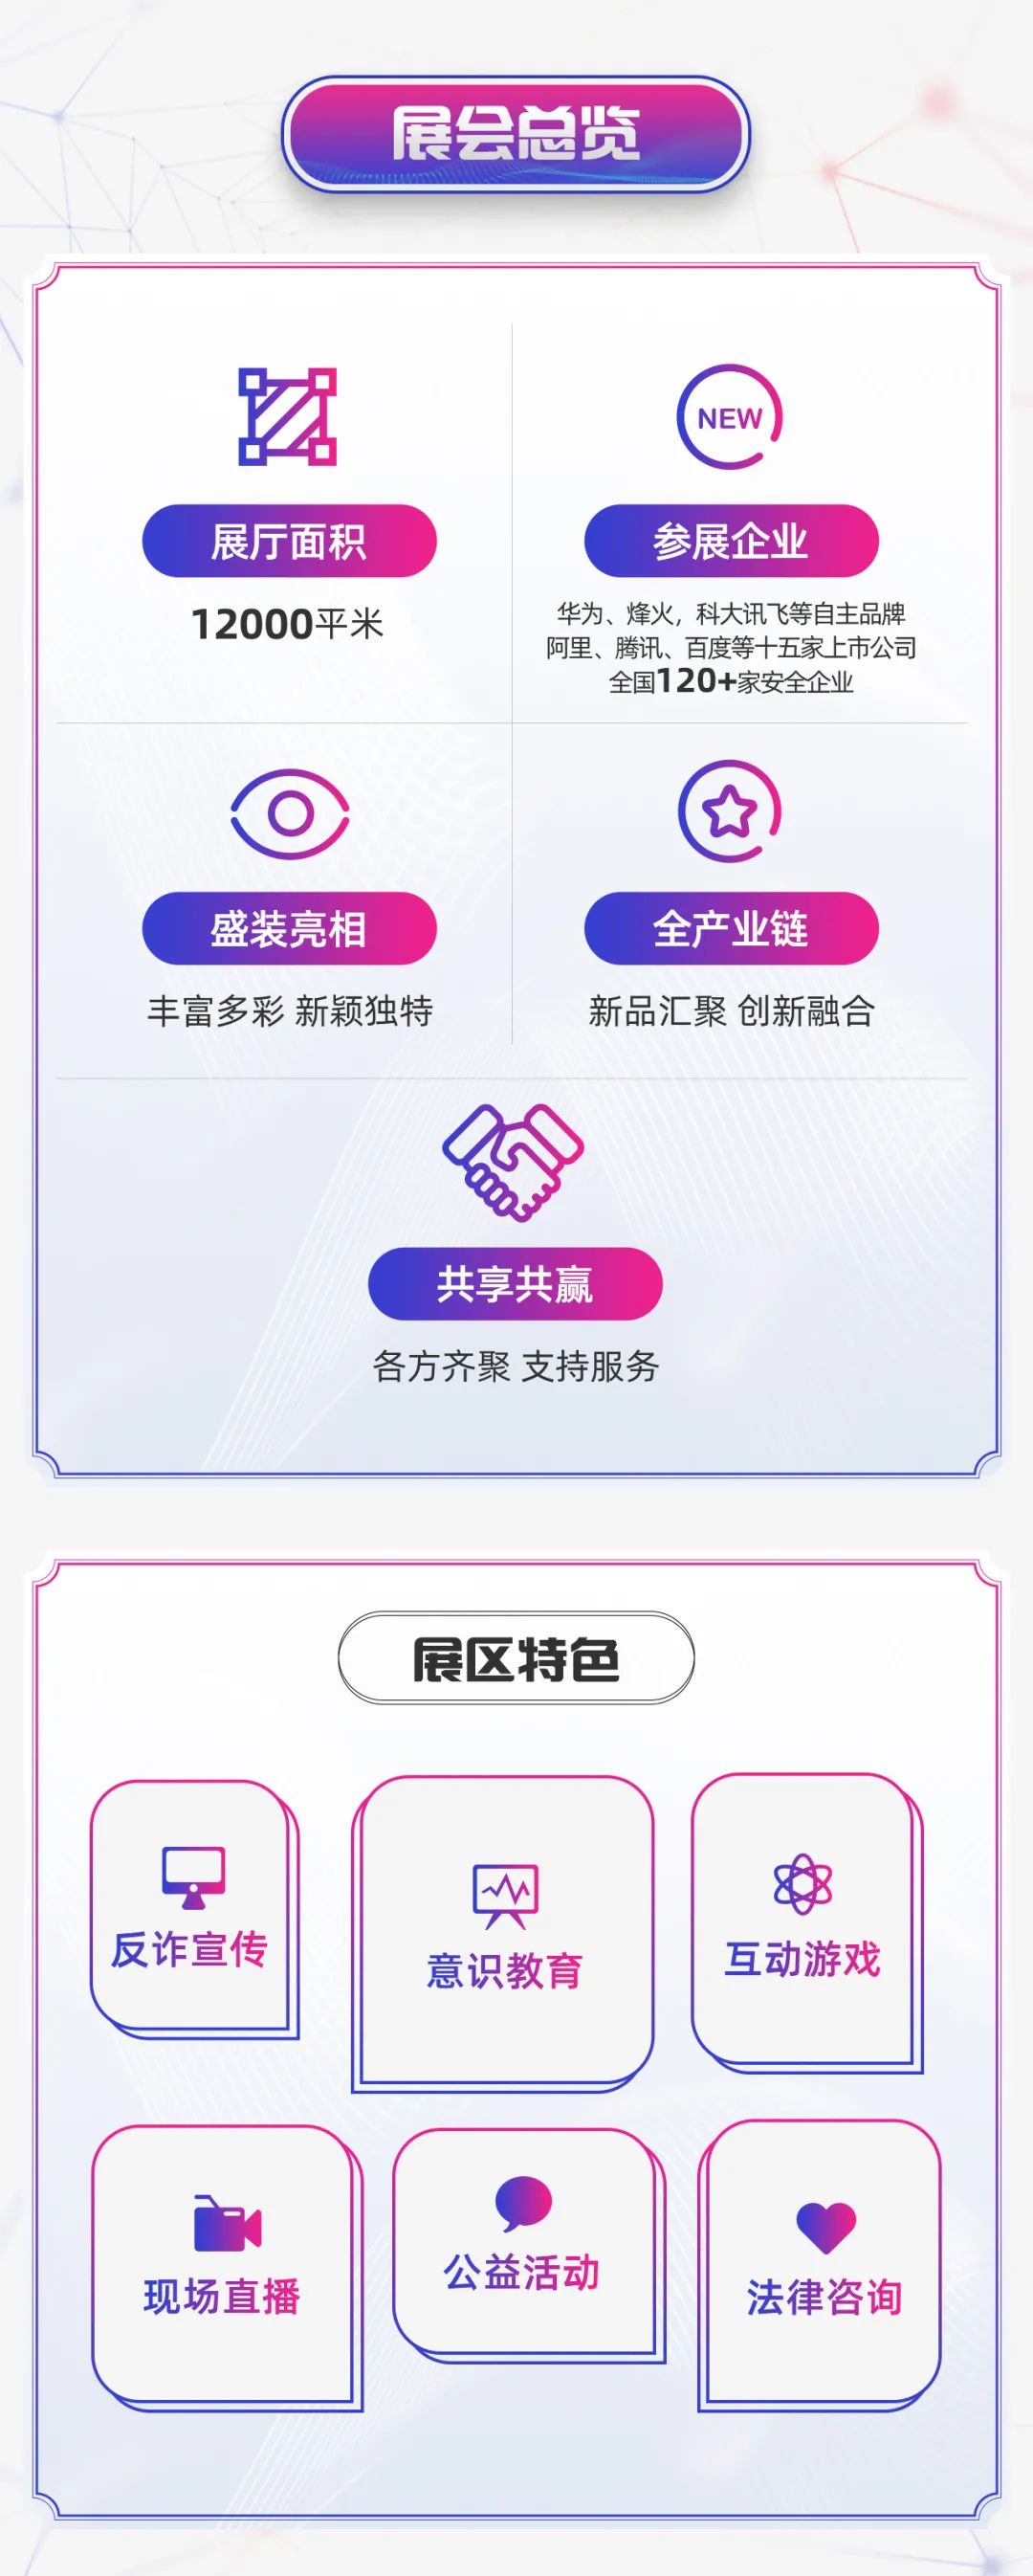 展会总览
NEW
展厅面积
12000平米
参展企业
华为、烽火，科大讯飞等自主品牌
阿里、腾讯、百度等十五家上市公司
全国120+家安全企业
盛装亮相
丰富多彩 新颖独特
全产业链
新品汇聚 创新融合
共享共赢
各方齐聚 支持服务
展区特色
反诈宣传
意识教育
互动游戏
现场直播
公益活动
法律咨询